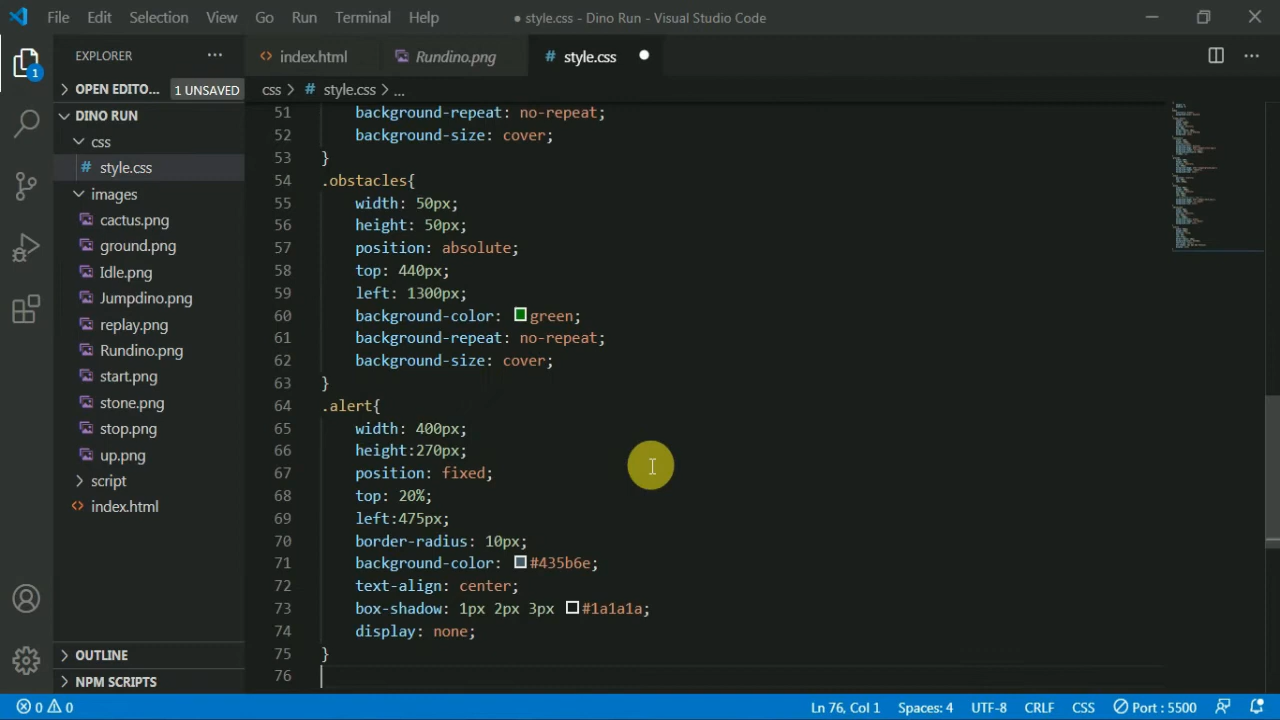 File Edit Selection View Go Run Terminal Help
● style.css - Dino Run - Visual Studio Code
EXPLORER
index.html
Rundino.png
# style.css
OPEN EDITO... 1 UNSAVED
css > # style.css > ...
DINO RUN
css
# style.css
images
cactus.png
ground.png
Idle.png
Jumpdino.png
replay.png
Rundino.png
start.png
stone.png
stop.png
up.png
script
index.html
OUTLINE
NPM SCRIPTS
1
51 background-repeat: no-repeat;
52 background-size: cover;
53 }
54 .obstacles{
55 width: 50px;
56 height: 50px;
57 position: absolute;
58 top: 440px;
59 left: 1300px;
60 background-color: green;
61 background-repeat: no-repeat;
62 background-size: cover;
63 }
64 .alert{
65 width: 400px;
66 height:270px;
67 position: fixed;
68 top: 20%;
69 left:475px;
70 border-radius: 10px;
71 background-color: #435b6e;
72 text-align: center;
73 box-shadow: 1px 2px 3px #1a1a1a;
74 display: none;
75 }
76
0 0
Ln 76, Col 1 Spaces: 4 UTF-8 CRLF CSS Port : 5500